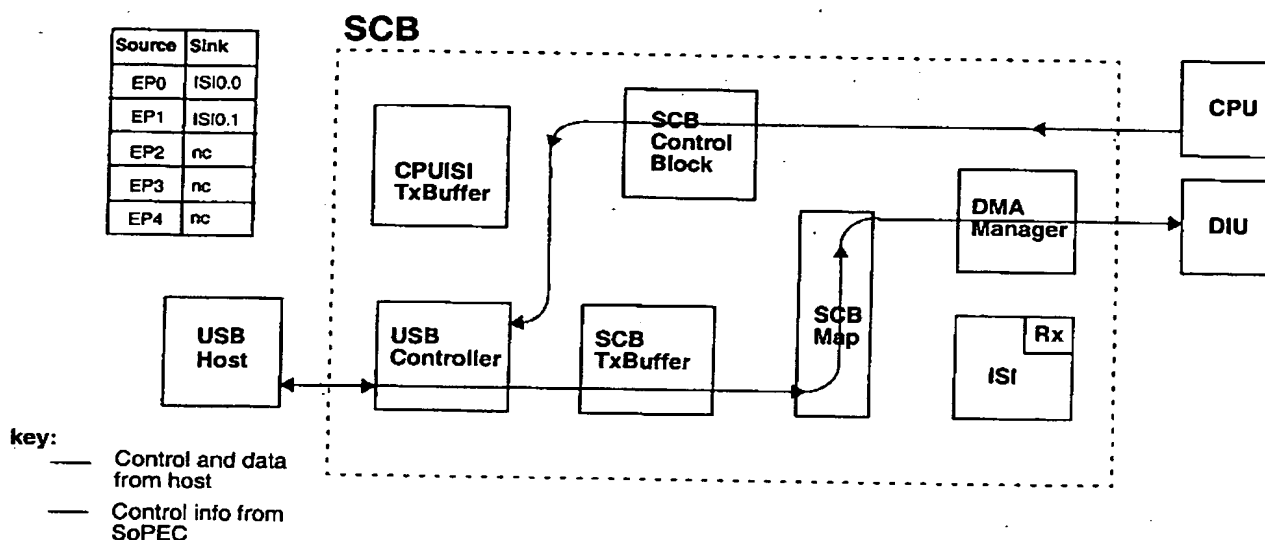 SCB
Source Sink
EP0 ISI0.0
EP1 ISI0.1
EP2 nc
EP3 nc
EP4 nc
CPUISI
TxBuffer
SCB
Control
Block
CPU
DMA
Manager
DIU
USB
Host
USB
Controller
SCB
TxBuffer
SCB
Map
Rx
ISI
key:
Control and data
from host
Control info from
SoPEC